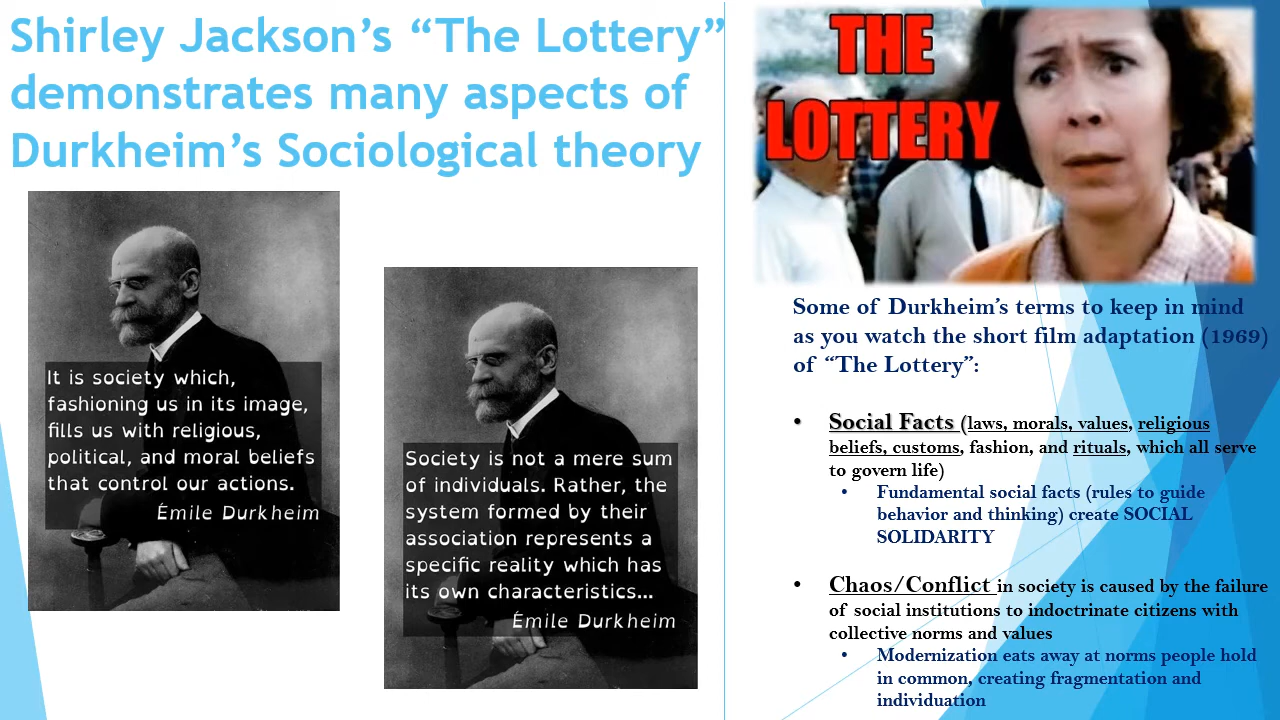 Shirley Jackson’s “The Lottery”
demonstrates many aspects of
Durkheim’s Sociological theory
It is society which,
fashioning us in its image,
fills us with religious,
political, and moral beliefs
that control our actions.
Émile Durkheim
Society is not a mere sum
of individuals. Rather, the
system formed by their
association represents a
specific reality which has
its own characteristics...
Émile Durkheim
THE
LOTTERY
Some of Durkheim’s terms to keep in mind
as you watch the short film adaptation (1969)
of “The Lottery”:
• Social Facts (laws, morals, values, religious
beliefs, customs, fashion, and rituals, which all serve
to govern life)
• Fundamental social facts (rules to guide
behavior and thinking) create SOCIAL
SOLIDARITY
• Chaos/Conflict in society is caused by the failure
of social institutions to indoctrinate citizens with
collective norms and values
• Modernization eats away at norms people hold
in common, creating fragmentation and
individuation